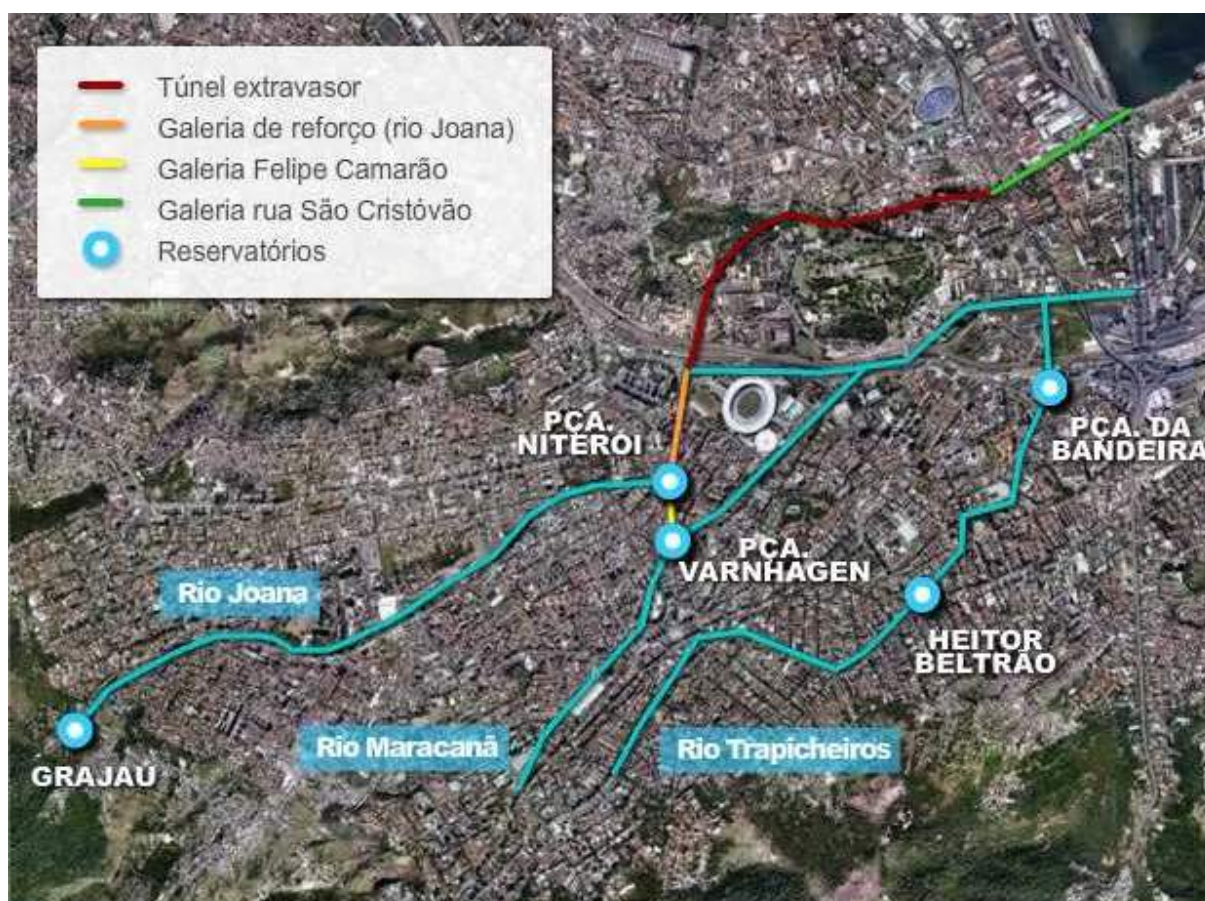 Túnel extravasor
Galeria de reforço (rio Joana)
Galeria Felipe Camarão
Galeria rua São Cristóvão
Reservatórios
PÇA.
NITERÓI
PÇA. DA
BANDEIRA
PÇA.
VARNHAGEN
Rio Joana
HEITOR
BELTRÃO
Rio Maracanã
Rio Trapicheiros
GRAJAÚ